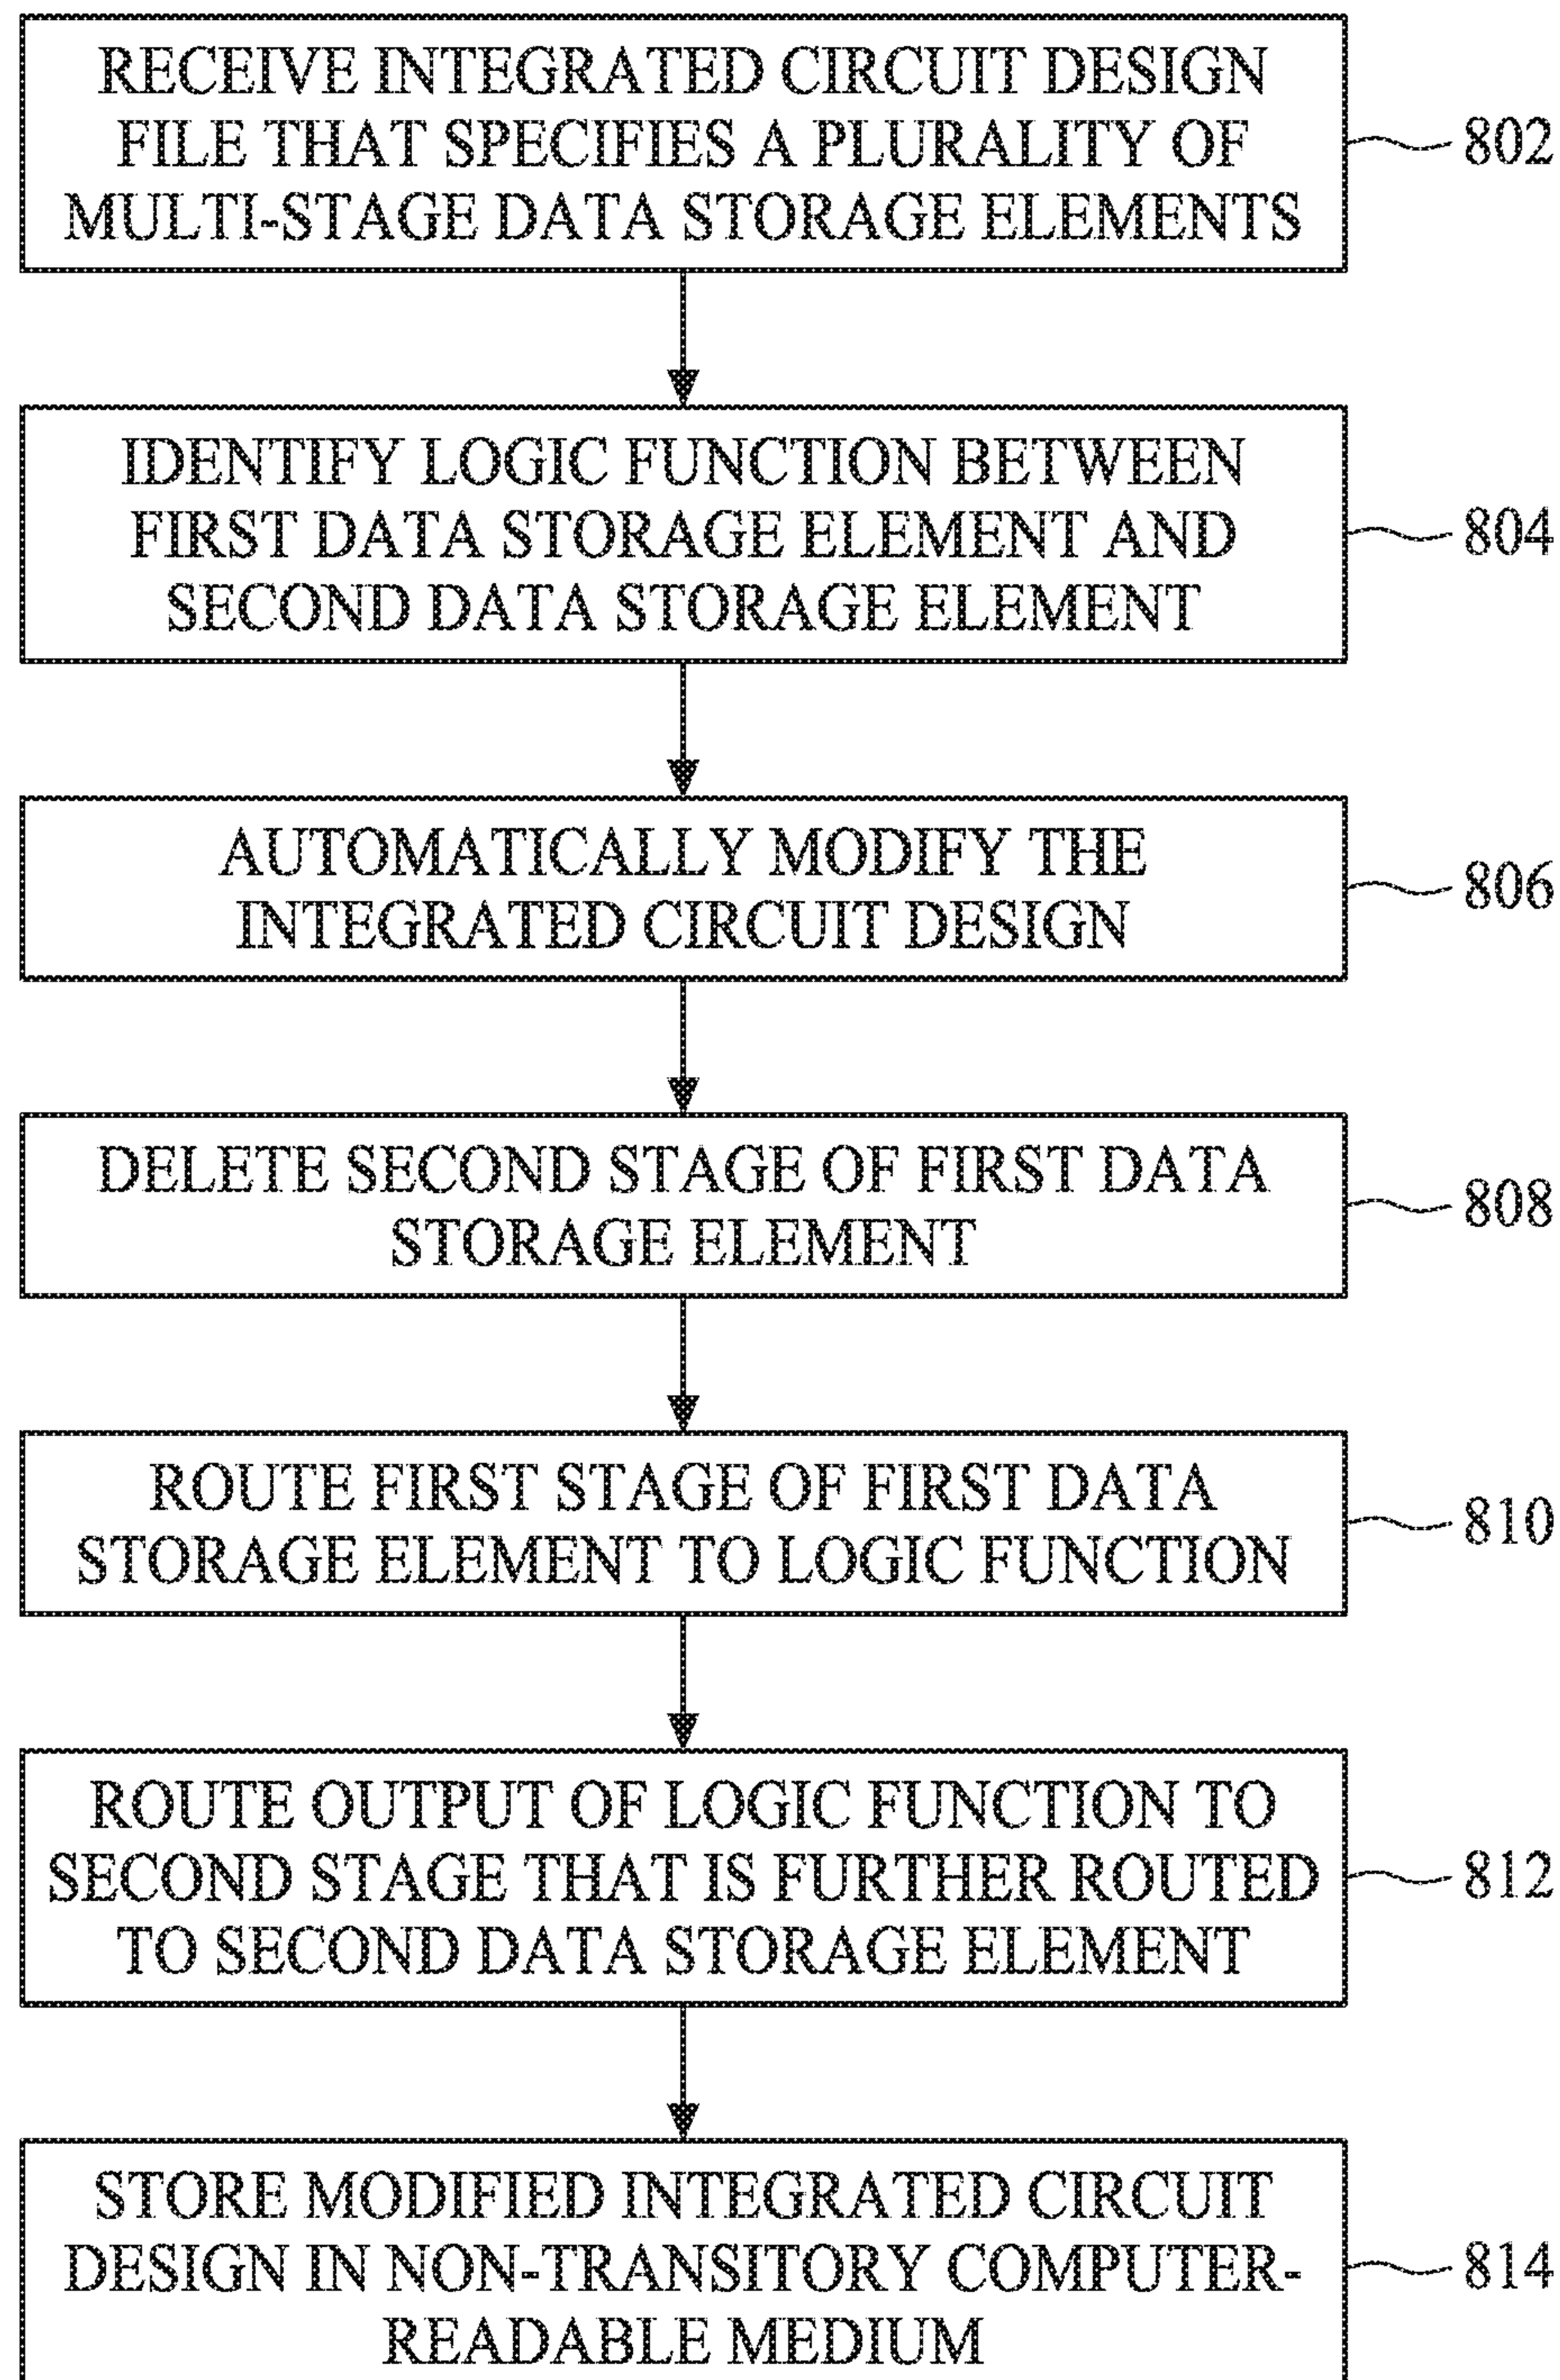 RECEIVE INTEGRATED CIRCUIT DESIGN
FILE THAT SPECIFIES A PLURALITY OF
MULTI-STAGE DATA STORAGE ELEMENTS
802
IDENTIFY LOGIC FUNCTION BETWEEN
FIRST DATA STORAGE ELEMENT AND
SECOND DATA STORAGE ELEMENT
804
AUTOMATICALLY MODIFY THE
INTEGRATED CIRCUIT DESIGN
806
DELETE SECOND STAGE OF FIRST DATA
STORAGE ELEMENT
808
ROUTE FIRST STAGE OF FIRST DATA
STORAGE ELEMENT TO LOGIC FUNCTION
810
ROUTE OUTPUT OF LOGIC FUNCTION TO
SECOND STAGE THAT IS FURTHER ROUTED
TO SECOND DATA STORAGE ELEMENT
812
STORE MODIFIED INTEGRATED CIRCUIT
DESIGN IN NON-TRANSITORY COMPUTER-
READABLE MEDIUM
814